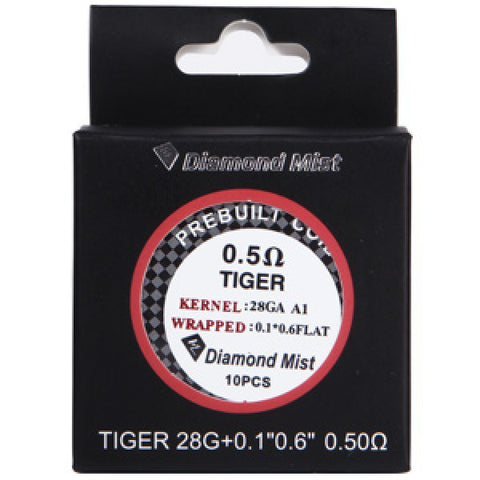 Diamond Mist
PREBUILT COIL
0.5Ω
TIGER
KERNEL:28GA A1
WRAPPED:0.1*0.6FLAT
Diamond Mist
10PCS
TIGER 28G+0.1"0.6" 0.50Ω